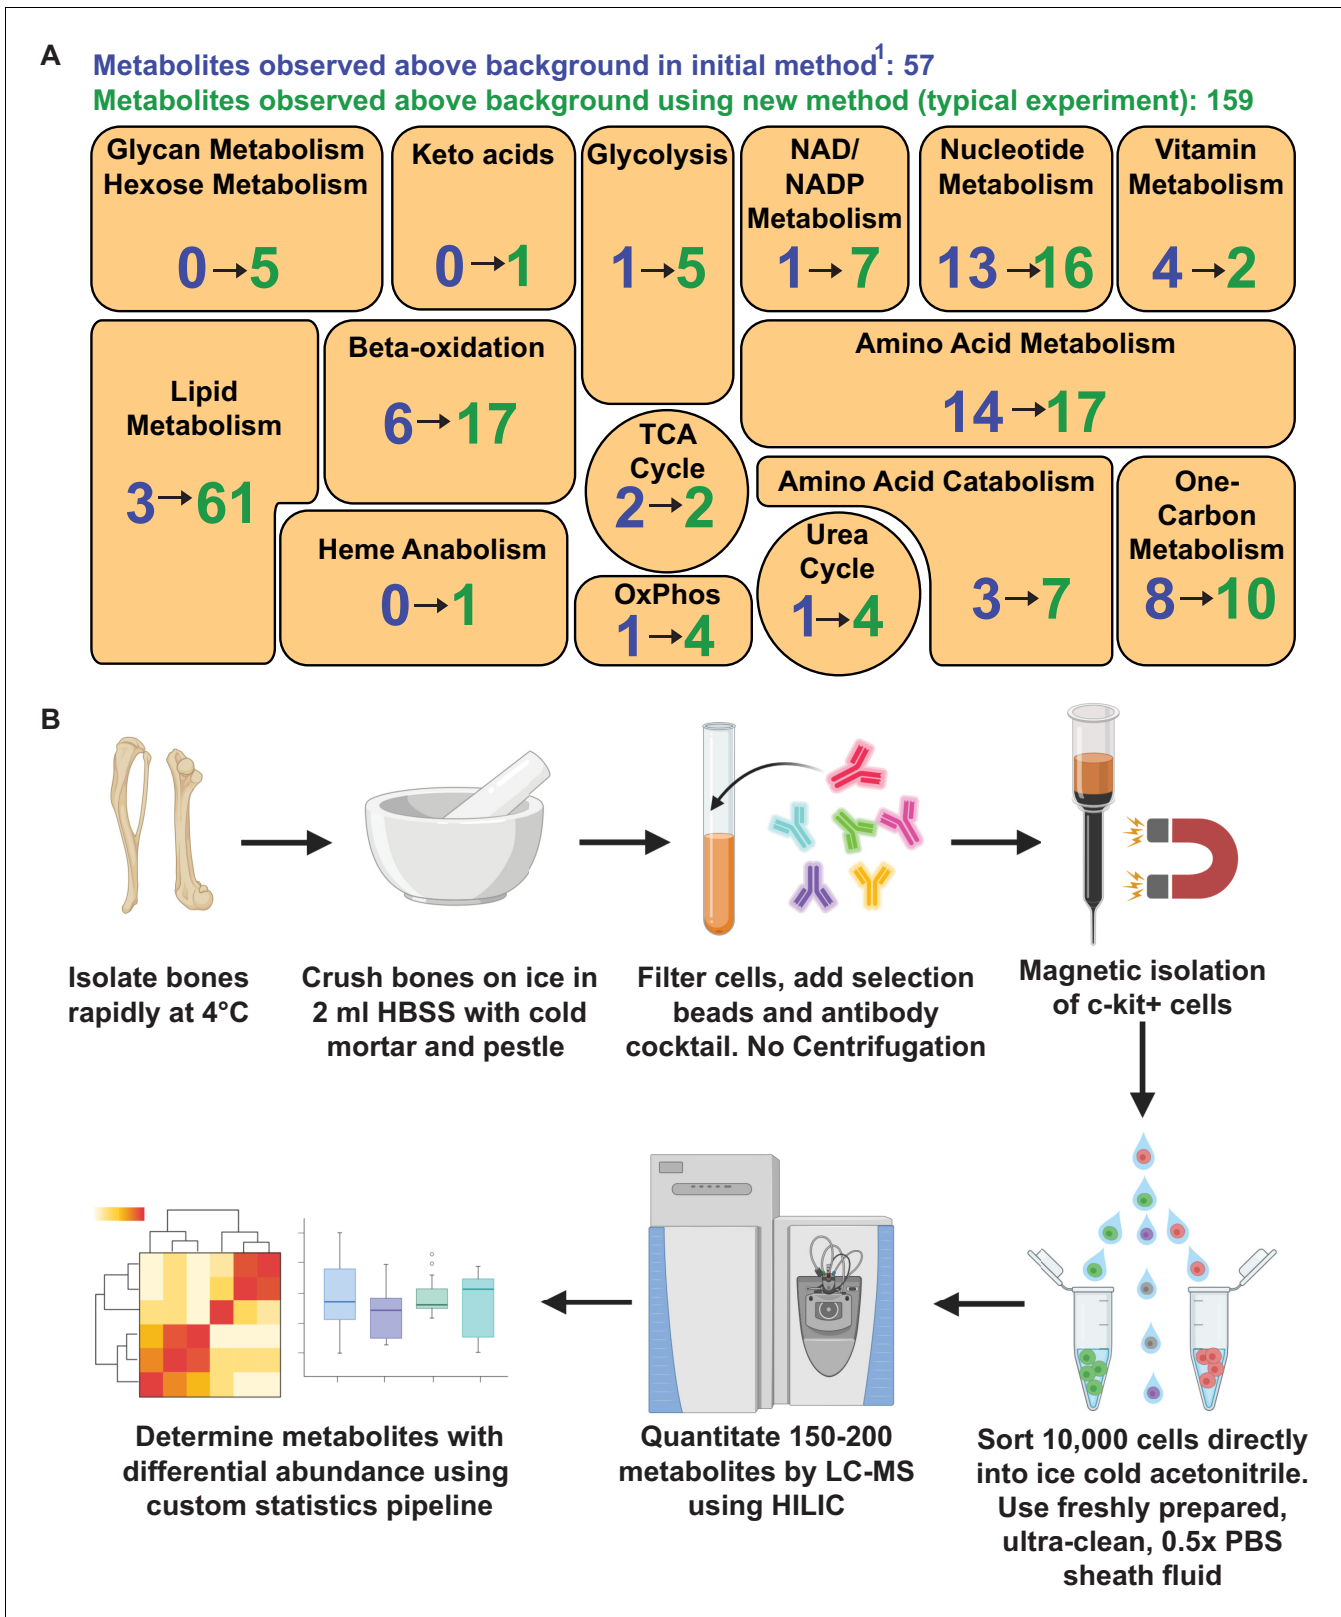 A
Metabolites observed above background in initial method1: 57
Metabolites observed above background using new method (typical experiment): 159
Glycan Metabolism
Hexose Metabolism
0→5
Keto acids
0→1
Glycolysis
1→5
NAD/
NADP
Metabolism
1→7
Nucleotide
Metabolism
13→16
Vitamin
Metabolism
4→2
Lipid
Metabolism
3→61
Beta-oxidation
6→17
Amino Acid Metabolism
14→17
TCA
Cycle
2→2
Heme Anabolism
0→1
OxPhos
1→4
Urea
Cycle
1→4
Amino Acid Catabolism
3→7
One-
Carbon
Metabolism
8→10
B
Isolate bones
rapidly at 4°C
Crush bones on ice in
2 ml HBSS with cold
mortar and pestle
Filter cells, add selection
beads and antibody
cocktail. No Centrifugation
Magnetic isolation
of c-kit+ cells
Sort 10,000 cells directly
into ice cold acetonitrile.
Use freshly prepared,
ultra-clean, 0.5x PBS
sheath fluid
Quantitate 150-200
metabolites by LC-MS
using HILIC
Determine metabolites with
differential abundance using
custom statistics pipeline